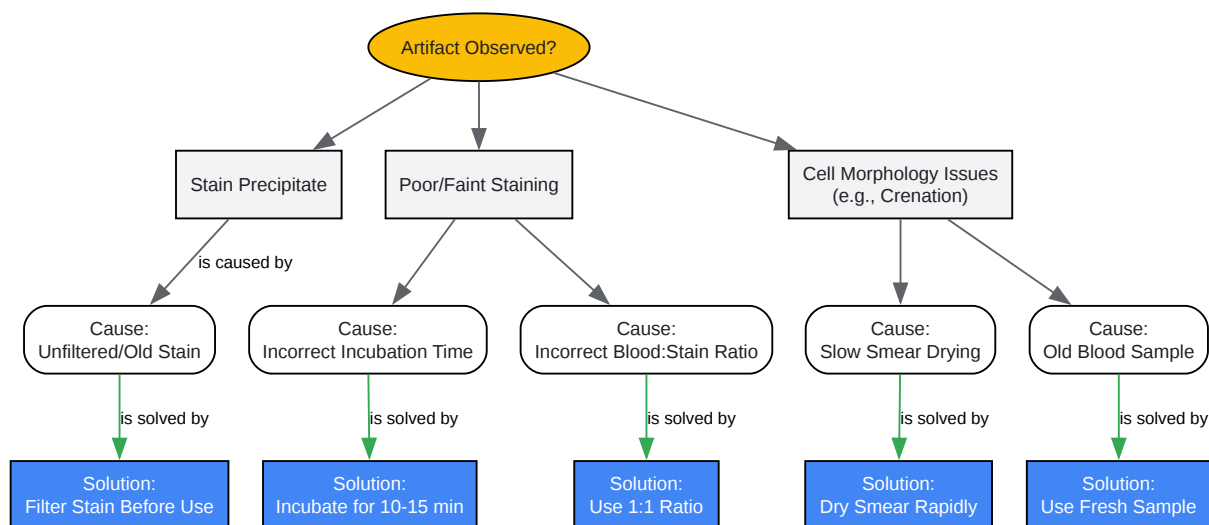 Artifact Observed?
Stain Precipitate
Poor/Faint Staining
Cell Morphology Issues
(e.g., Crenation)
is caused by
Cause:
Unfiltered/Old Stain
Cause:
Incorrect Incubation Time
Cause:
Incorrect Blood:Stain Ratio
Cause:
Slow Smear Drying
Cause:
Old Blood Sample
is solved by
is solved by
is solved by
is solved by
is solved by
Solution:
Filter Stain Before Use
Solution:
Incubate for 10-15 min
Solution:
Use 1:1 Ratio
Solution:
Dry Smear Rapidly
Solution:
Use Fresh Sample